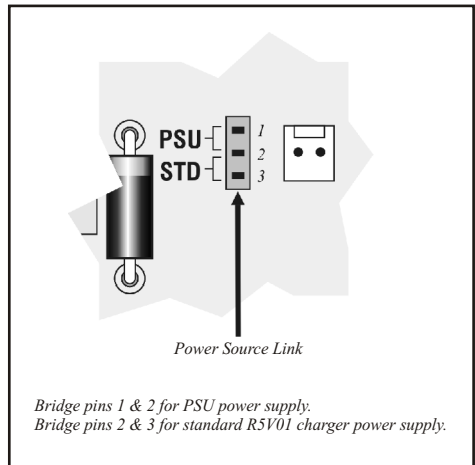 PSU
STD
1
2
3
Power Source Link
Bridge pins 1 & 2 for PSU power supply.
Bridge pins 2 & 3 for standard R5V01 charger power supply.